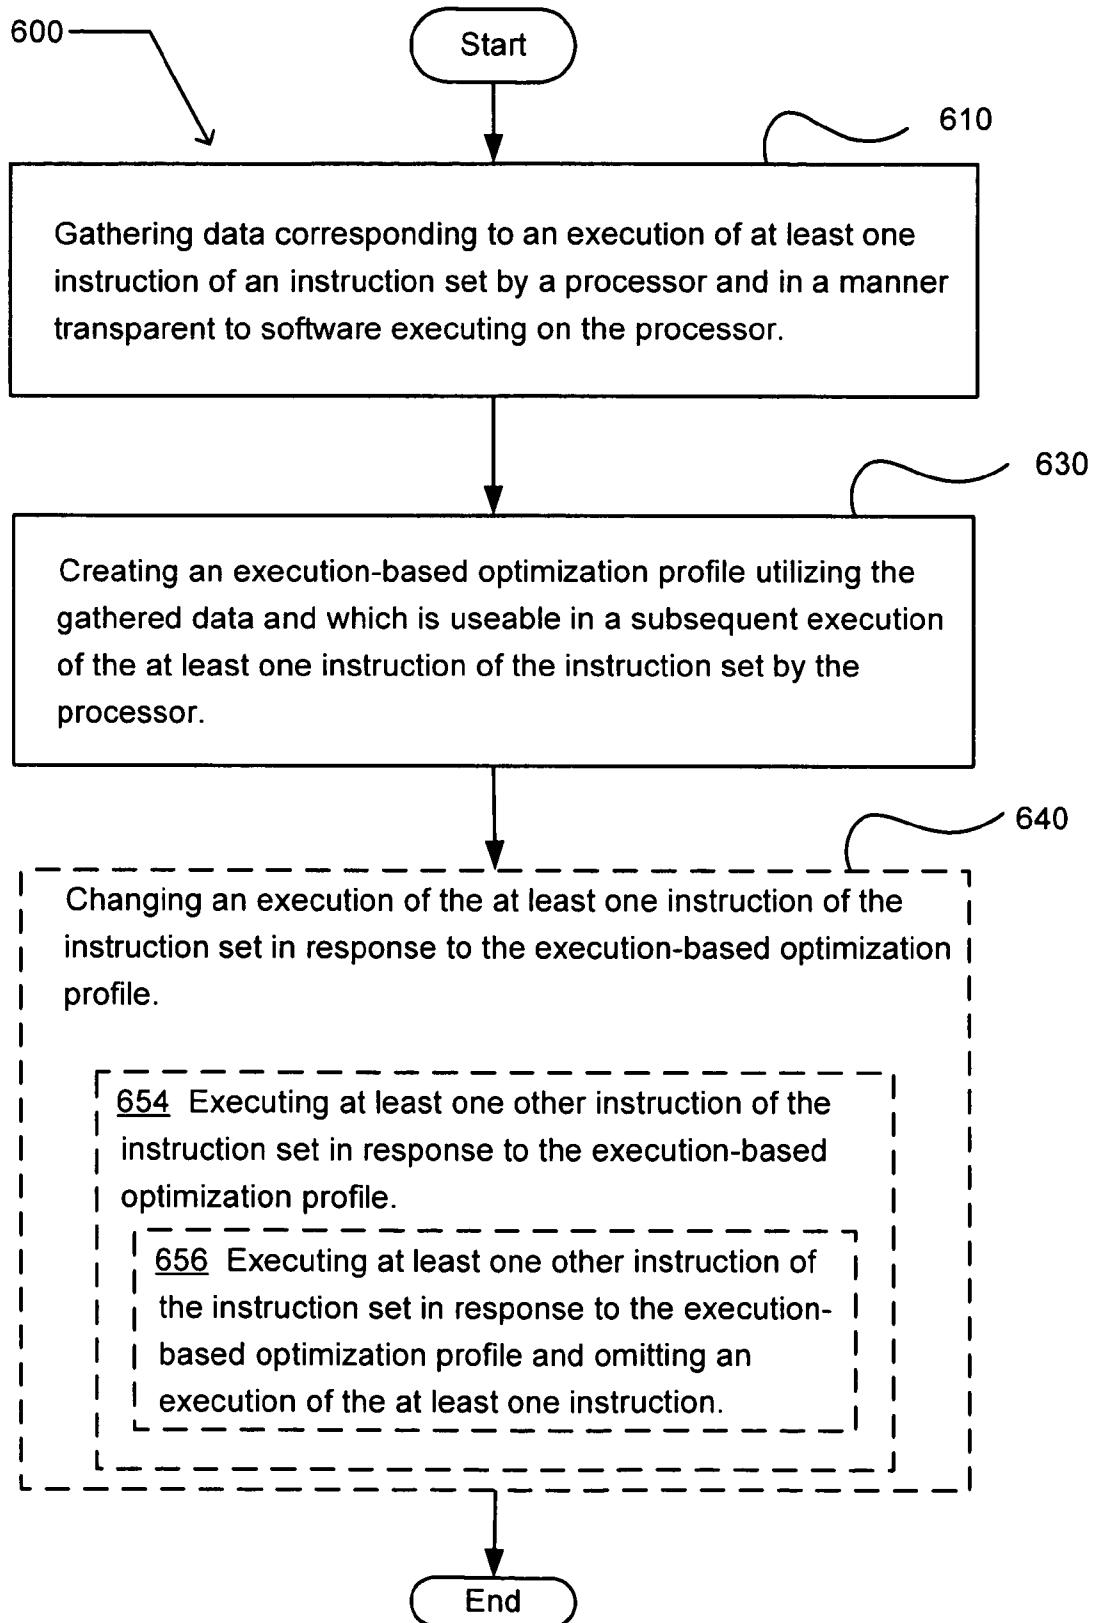 600
Start
610
Gathering data corresponding to an execution of at least one
instruction of an instruction set by a processor and in a manner
transparent to software executing on the processor.
630
Creating an execution-based optimization profile utilizing the
gathered data and which is useable in a subsequent execution
of the at least one instruction of the instruction set by the
processor.
640
Changing an execution of the at least one instruction of the
instruction set in response to the execution-based optimization
profile.
654 Executing at least one other instruction of the
instruction set in response to the execution-based
optimization profile.
656 Executing at least one other instruction of
the instruction set in response to the execution-
based optimization profile and omitting an
execution of the at least one instruction.
End